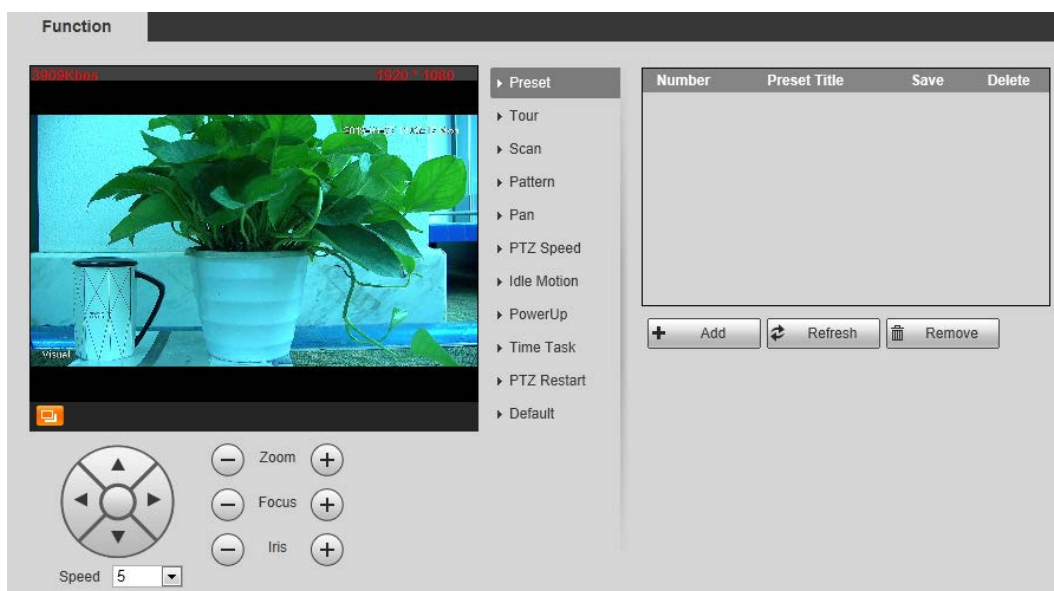 Function
3909Kbps 1920 * 1080
Visual
Preset
Tour
Scan
Pattern
Pan
PTZ Speed
Idle Motion
PowerUp
Time Task
PTZ Restart
Default
Number Preset Title Save Delete
Add Refresh Remove
Zoom
Focus
Iris
Speed 5